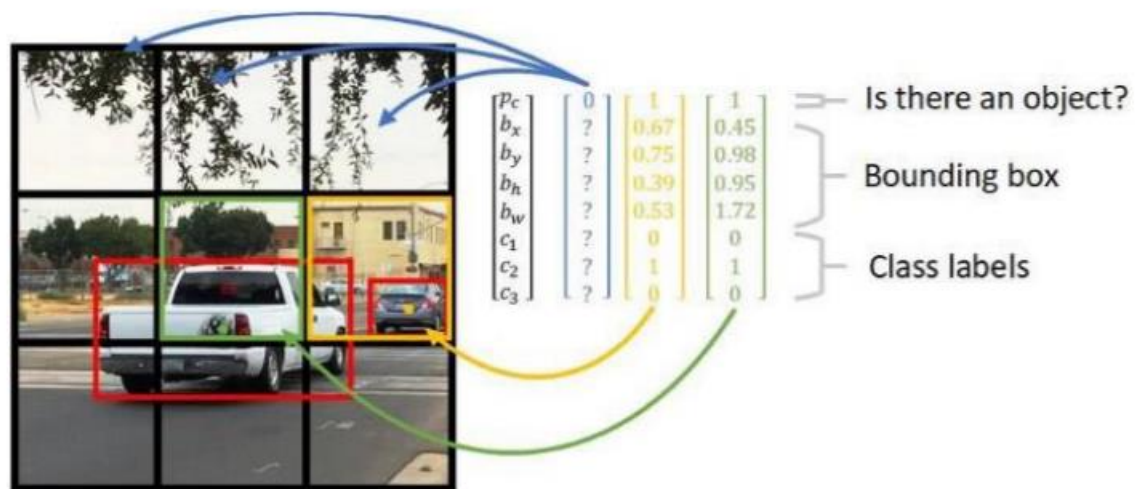 p_c 0 1 1 Is there an object?
b_x ? 0.67 0.45
b_y ? 0.75 0.98
b_h ? 0.39 0.95 Bounding box
b_w ? 0.53 1.72
c_1 ? 0 0
c_2 ? 1 1 Class labels
c_3 ? 0 0